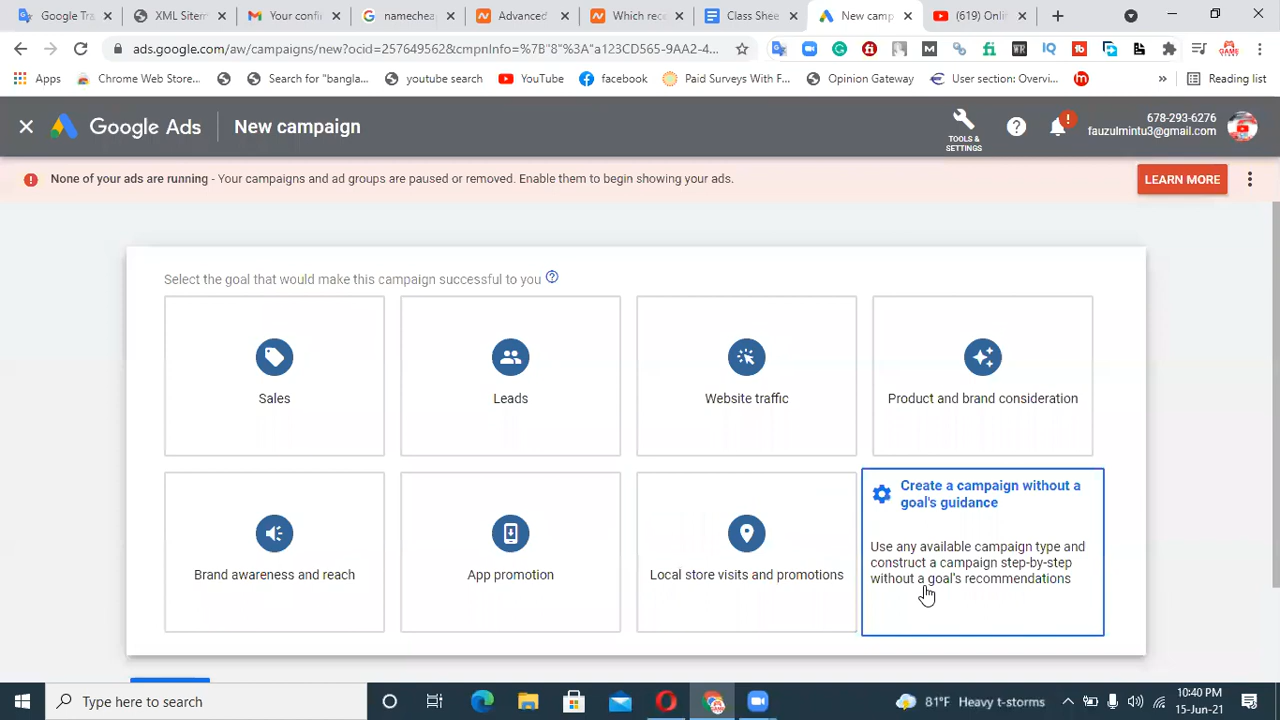 Google Tra
XML Sitem
Your confi
namechea
Advanced
Which rece
Class Shee
New camp
(619) Onlin
ads.google.com/aw/campaigns/new?ocid=257649562&cmpnInfo=%7B"8"%3A"a123CD565-9AA2-4...
Apps
Chrome Web Store...
Search for "bangla...
youtube search
YouTube
facebook
Paid Surveys With F...
Opinion Gateway
User section: Overvi...
»
Reading list
Google Ads
New campaign
TOOLS &
SETTINGS
678-293-6276
fauzulmintu3@gmail.com
None of your ads are running - Your campaigns and ad groups are paused or removed. Enable them to begin showing your ads.
LEARN MORE
Select the goal that would make this campaign successful to you
Sales
Leads
Website traffic
Product and brand consideration
Brand awareness and reach
App promotion
Local store visits and promotions
Create a campaign without a
goal's guidance
Use any available campaign type and
construct a campaign step-by-step
without a goal's recommendations
Type here to search
81°F Heavy t-storms
10:40 PM
15-Jun-21